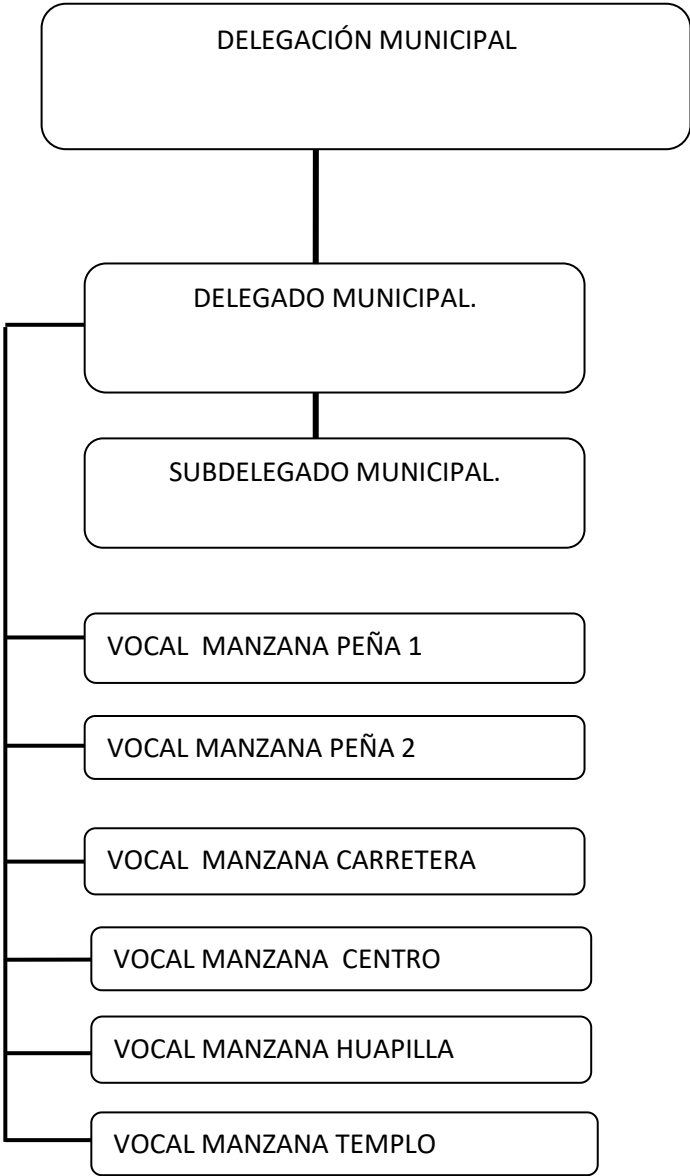 DELEGACIÓN MUNICIPAL
DELEGADO MUNICIPAL.
SUBDELEGADO MUNICIPAL.
VOCAL  MANZANA PEÑA 1
VOCAL MANZANA PEÑA 2
VOCAL  MANZANA CARRETERA
VOCAL MANZANA  CENTRO
VOCAL MANZANA HUAPILLA
VOCAL MANZANA TEMPLO